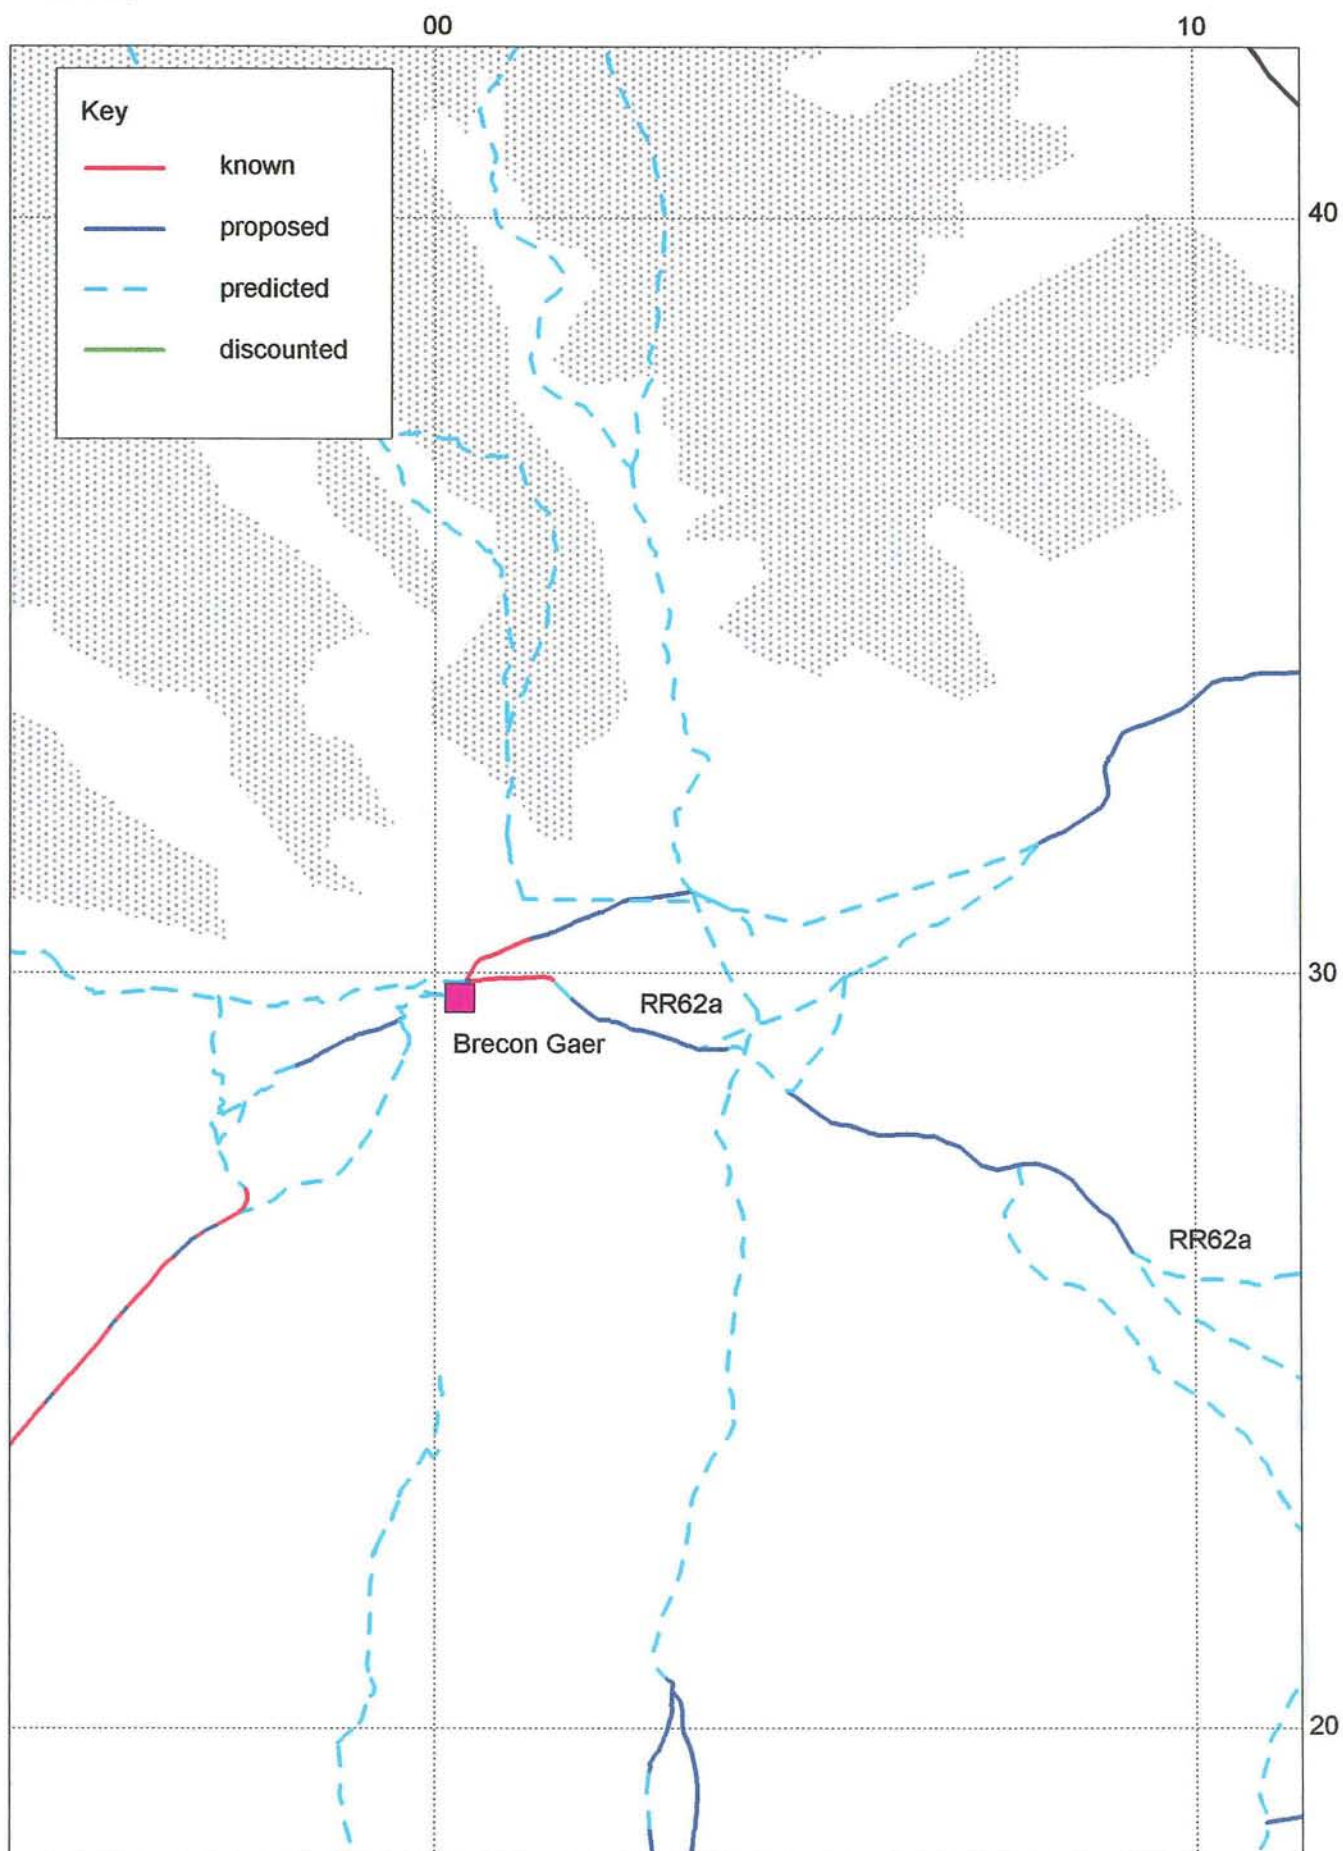 00
10
Key
known
proposed
predicted
discounted
40
30
RR62a
Brecon Gaer
RR62a
20